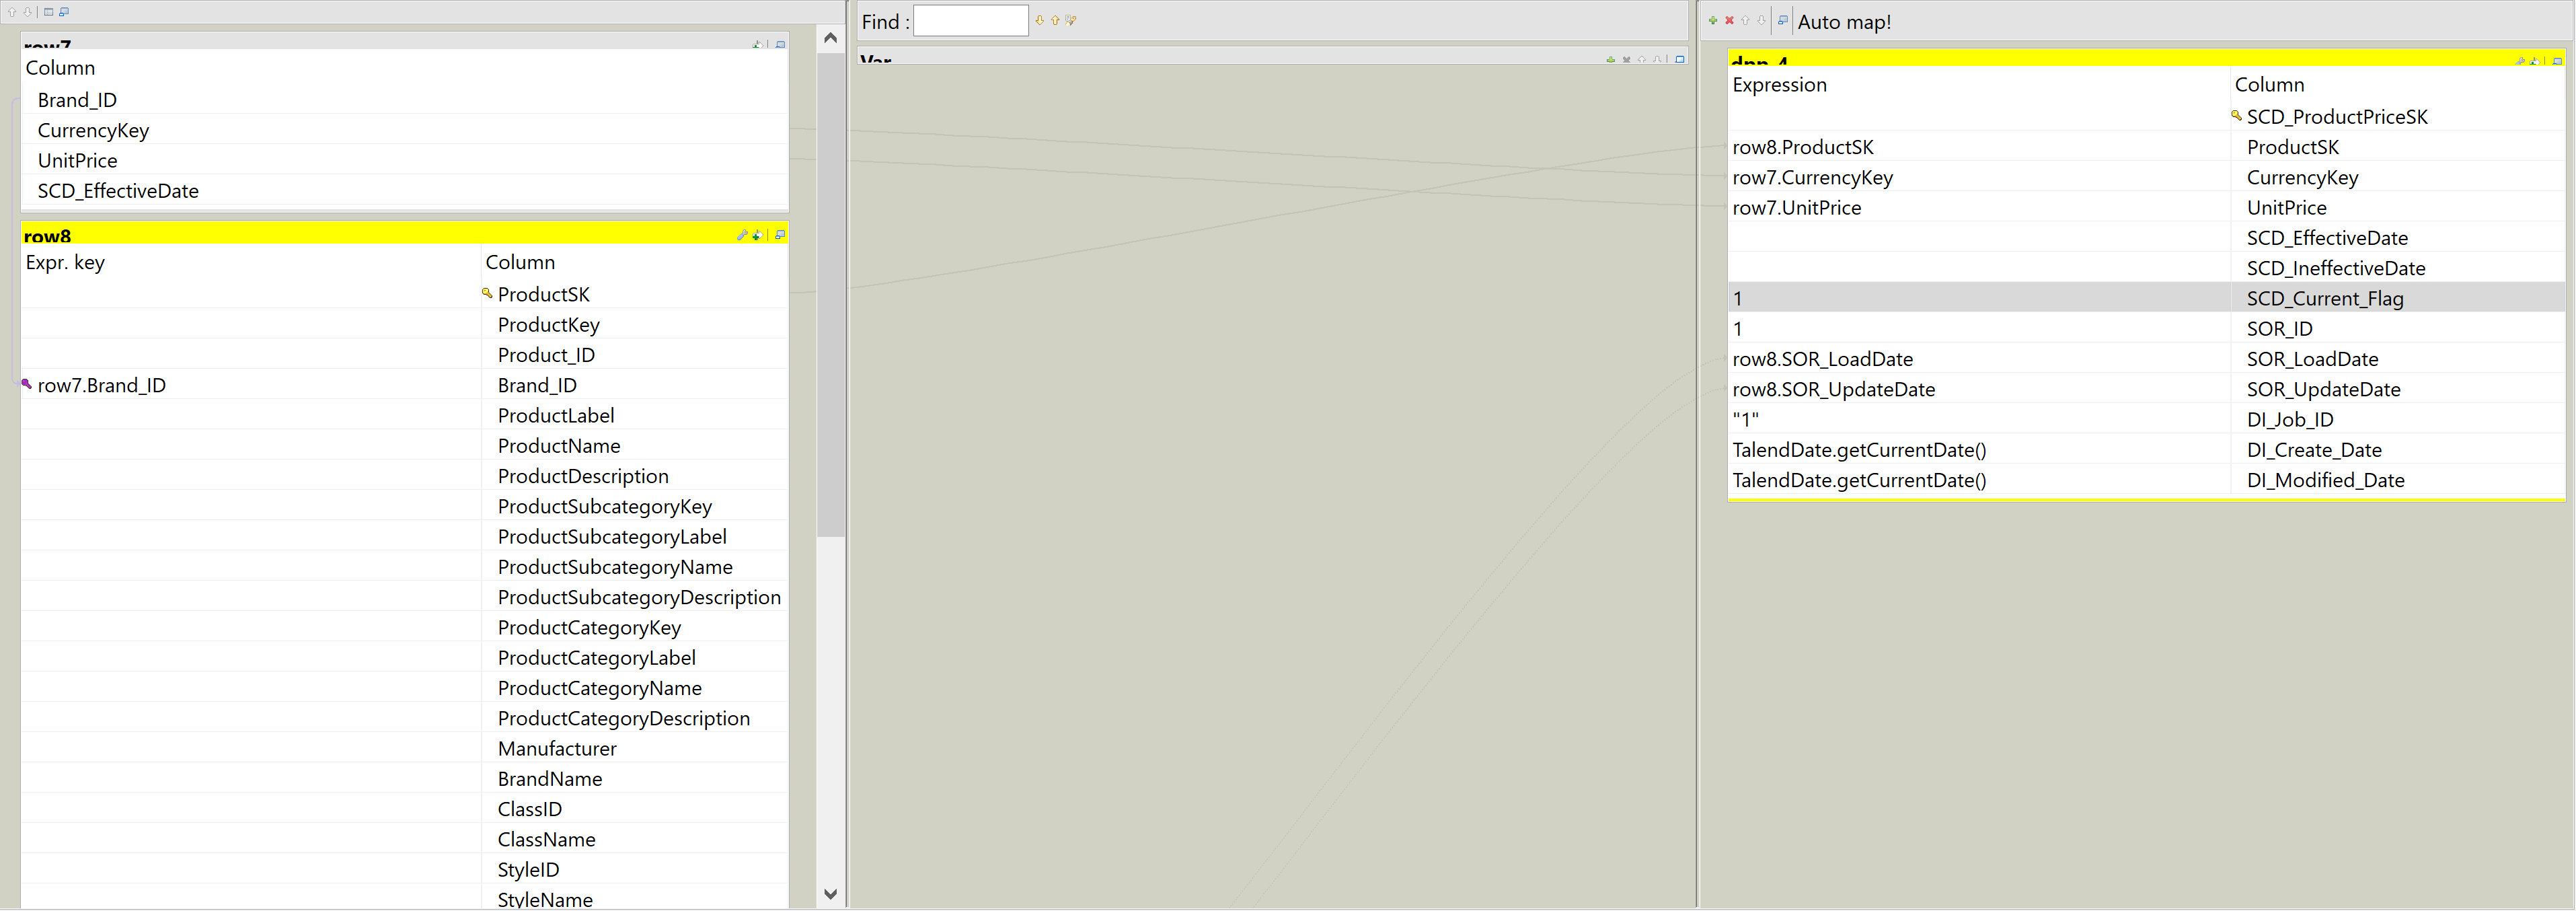 row7
Column
Brand_ID
CurrencyKey
UnitPrice
SCD_EffectiveDate
row8
Expr. key Column
ProductSK
ProductKey
Product_ID
row7.Brand_ID Brand_ID
ProductLabel
ProductName
ProductDescription
ProductSubcategoryKey
ProductSubcategoryLabel
ProductSubcategoryName
ProductSubcategoryDescription
ProductCategoryKey
ProductCategoryLabel
ProductCategoryName
ProductCategoryDescription
Manufacturer
BrandName
ClassID
ClassName
StyleID
StyleName
Find :
Var
Auto map!
Expression Column
SCD_ProductPriceSK
row8.ProductSK ProductSK
row7.CurrencyKey CurrencyKey
row7.UnitPrice UnitPrice
SCD_EffectiveDate
SCD_IneffectiveDate
1 SCD_Current_Flag
1 SOR_ID
row8.SOR_LoadDate SOR_LoadDate
row8.SOR_UpdateDate SOR_UpdateDate
"1" DI_Job_ID
TalendDate.getCurrentDate() DI_Create_Date
TalendDate.getCurrentDate() DI_Modified_Date